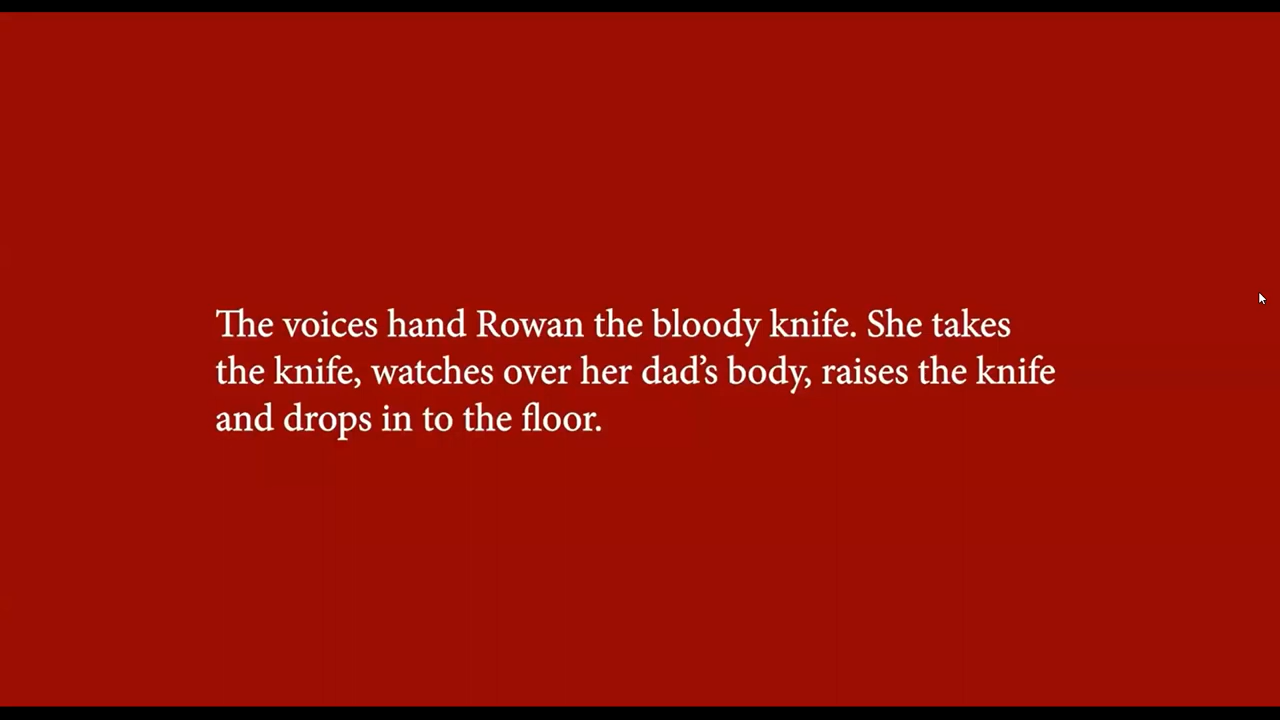 The voices hand Rowan the bloody knife. She takes
the knife, watches over her dad’s body, raises the knife
and drops in to the floor.